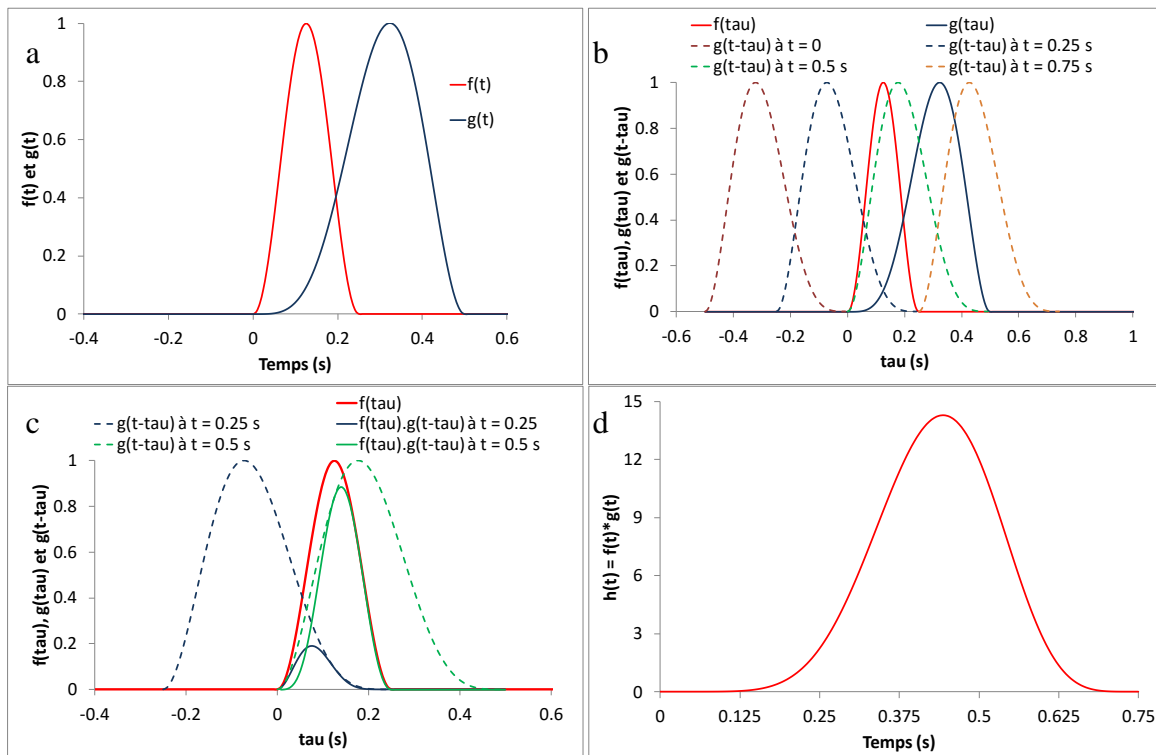 a
1
0.8
0.6
0.4
0.2
0
-0.4
-0.2
0
0.2
0.4
0.6
f(t) et g(t)
Temps (s)
f(t)
g(t)
b
f(tau)
g(tau)
g(t-tau) à t = 0
g(t-tau) à t = 0.25 s
g(t-tau) à t = 0.5 s
g(t-tau) à t = 0.75 s
1
0.8
0.6
0.4
0.2
0
-0.6
-0.4
-0.2
0
0.2
0.4
0.6
0.8
1
f(tau), g(tau) et g(t-tau)
tau (s)
c
f(tau)
g(t-tau) à t = 0.25 s
f(tau).g(t-tau) à t = 0.25
g(t-tau) à t = 0.5 s
f(tau).g(t-tau) à t = 0.5 s
1
0.8
0.6
0.4
0.2
0
-0.4
-0.2
0
0.2
0.4
0.6
f(tau), g(tau) et g(t-tau)
tau (s)
d
15
12
9
6
3
0
0
0.125
0.25
0.375
0.5
0.625
0.75
h(t) = f(t)*g(t)
Temps (s)